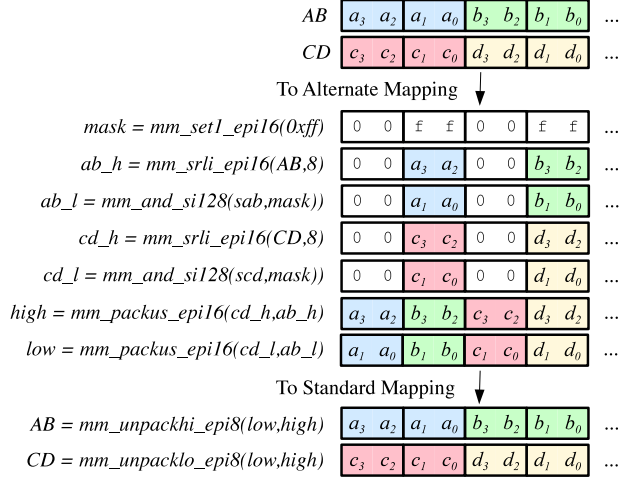 AB a₃ a₂ a₁ a₀ b₃ b₂ b₁ b₀ ...
CD c₃ c₂ c₁ c₀ d₃ d₂ d₁ d₀ ...
To Alternate Mapping
mask = mm_set1_epi16(0xff) 0 0 f f 0 0 f f ...
ab_h = mm_srli_epi16(AB,8) 0 0 a₃ a₂ 0 0 b₃ b₂ ...
ab_l = mm_and_si128(sab,mask)) 0 0 a₁ a₀ 0 0 b₁ b₀ ...
cd_h = mm_srli_epi16(CD,8) 0 0 c₃ c₂ 0 0 d₃ d₂ ...
cd_l = mm_and_si128(scd,mask)) 0 0 c₁ c₀ 0 0 d₁ d₀ ...
high = mm_packus_epi16(cd_h,ab_h) a₃ a₂ b₃ b₂ c₃ c₂ d₃ d₂ ...
low = mm_packus_epi16(cd_l,ab_l) a₁ a₀ b₁ b₀ c₁ c₀ d₁ d₀ ...
To Standard Mapping
AB = mm_unpackhi_epi8(low,high) a₃ a₂ a₁ a₀ b₃ b₂ b₁ b₀ ...
CD = mm_unpacklo_epi8(low,high) c₃ c₂ c₁ c₀ d₃ d₂ d₁ d₀ ...